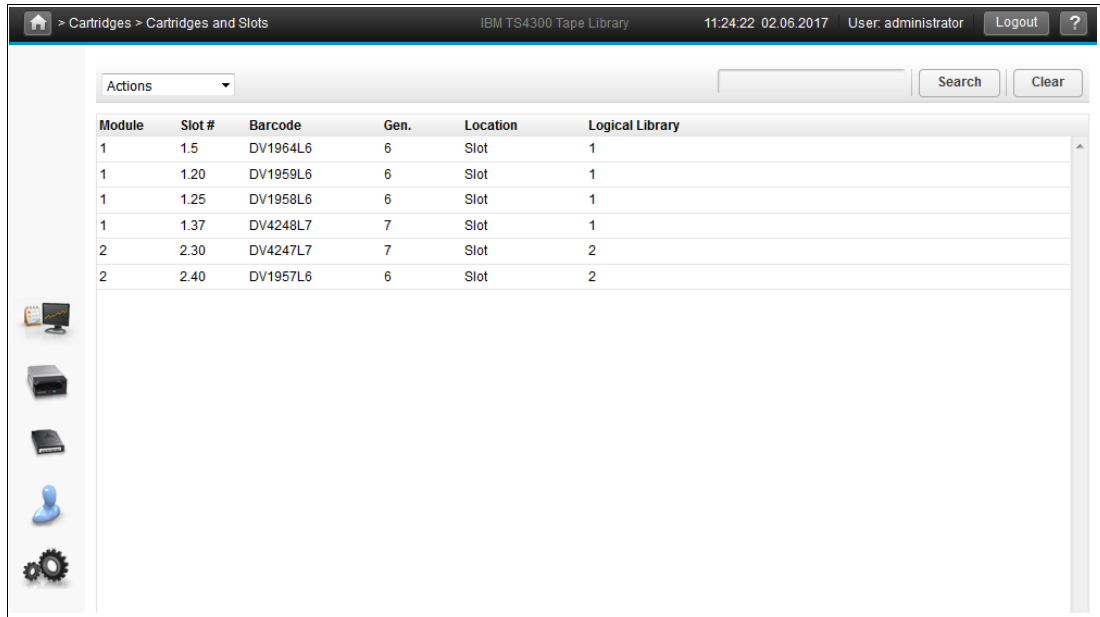 > Cartridges > Cartridges and Slots IBM TS4300 Tape Library 11:24:22 02.06.2017 User: administrator Logout ?
Actions Search Clear
Module Slot # Barcode Gen. Location Logical Library
1 1.5 DV1964L6 6 Slot 1
1 1.20 DV1959L6 6 Slot 1
1 1.25 DV1958L6 6 Slot 1
1 1.37 DV4248L7 7 Slot 1
2 2.30 DV4247L7 7 Slot 2
2 2.40 DV1957L6 6 Slot 2